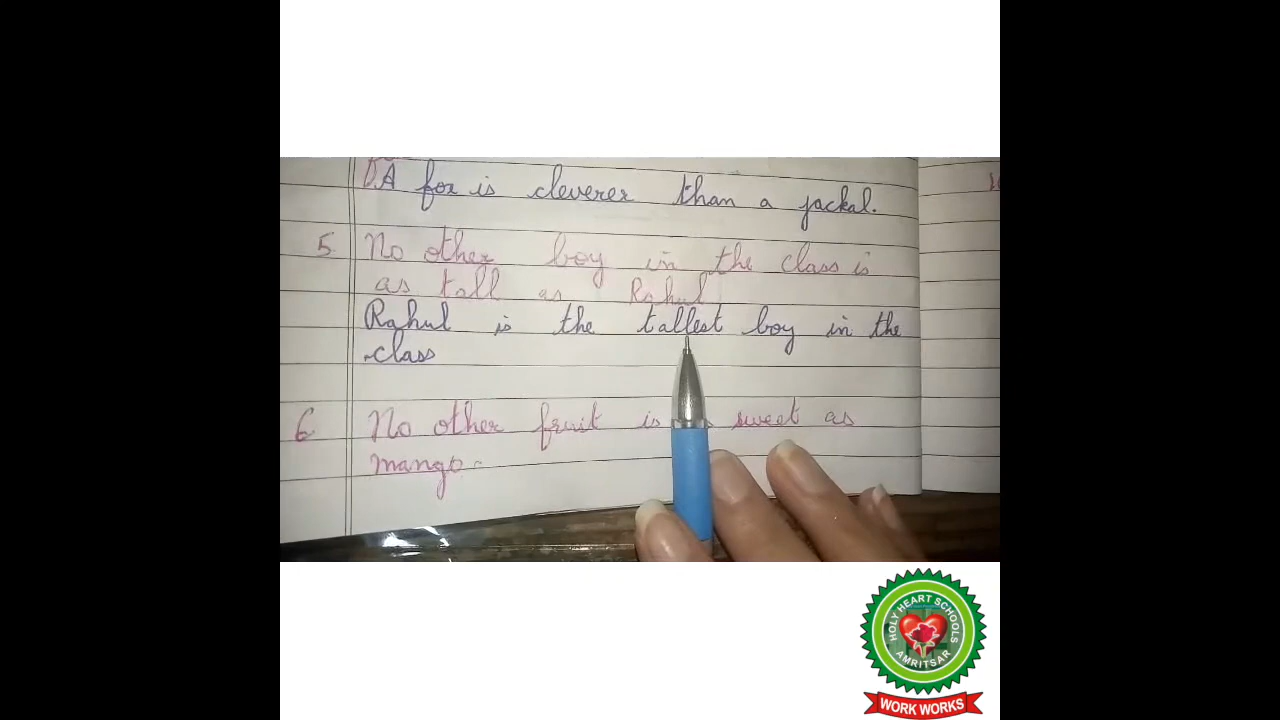 A fox is cleverer than a jackal.
5. No other boy in the class is
as tall as Rahul
Rahul is the tallest boy in the
class
6 No other fruit is sweet as
mango.
HOLY HEART SCHOOLS
AMRITSAR
WORK WORKS